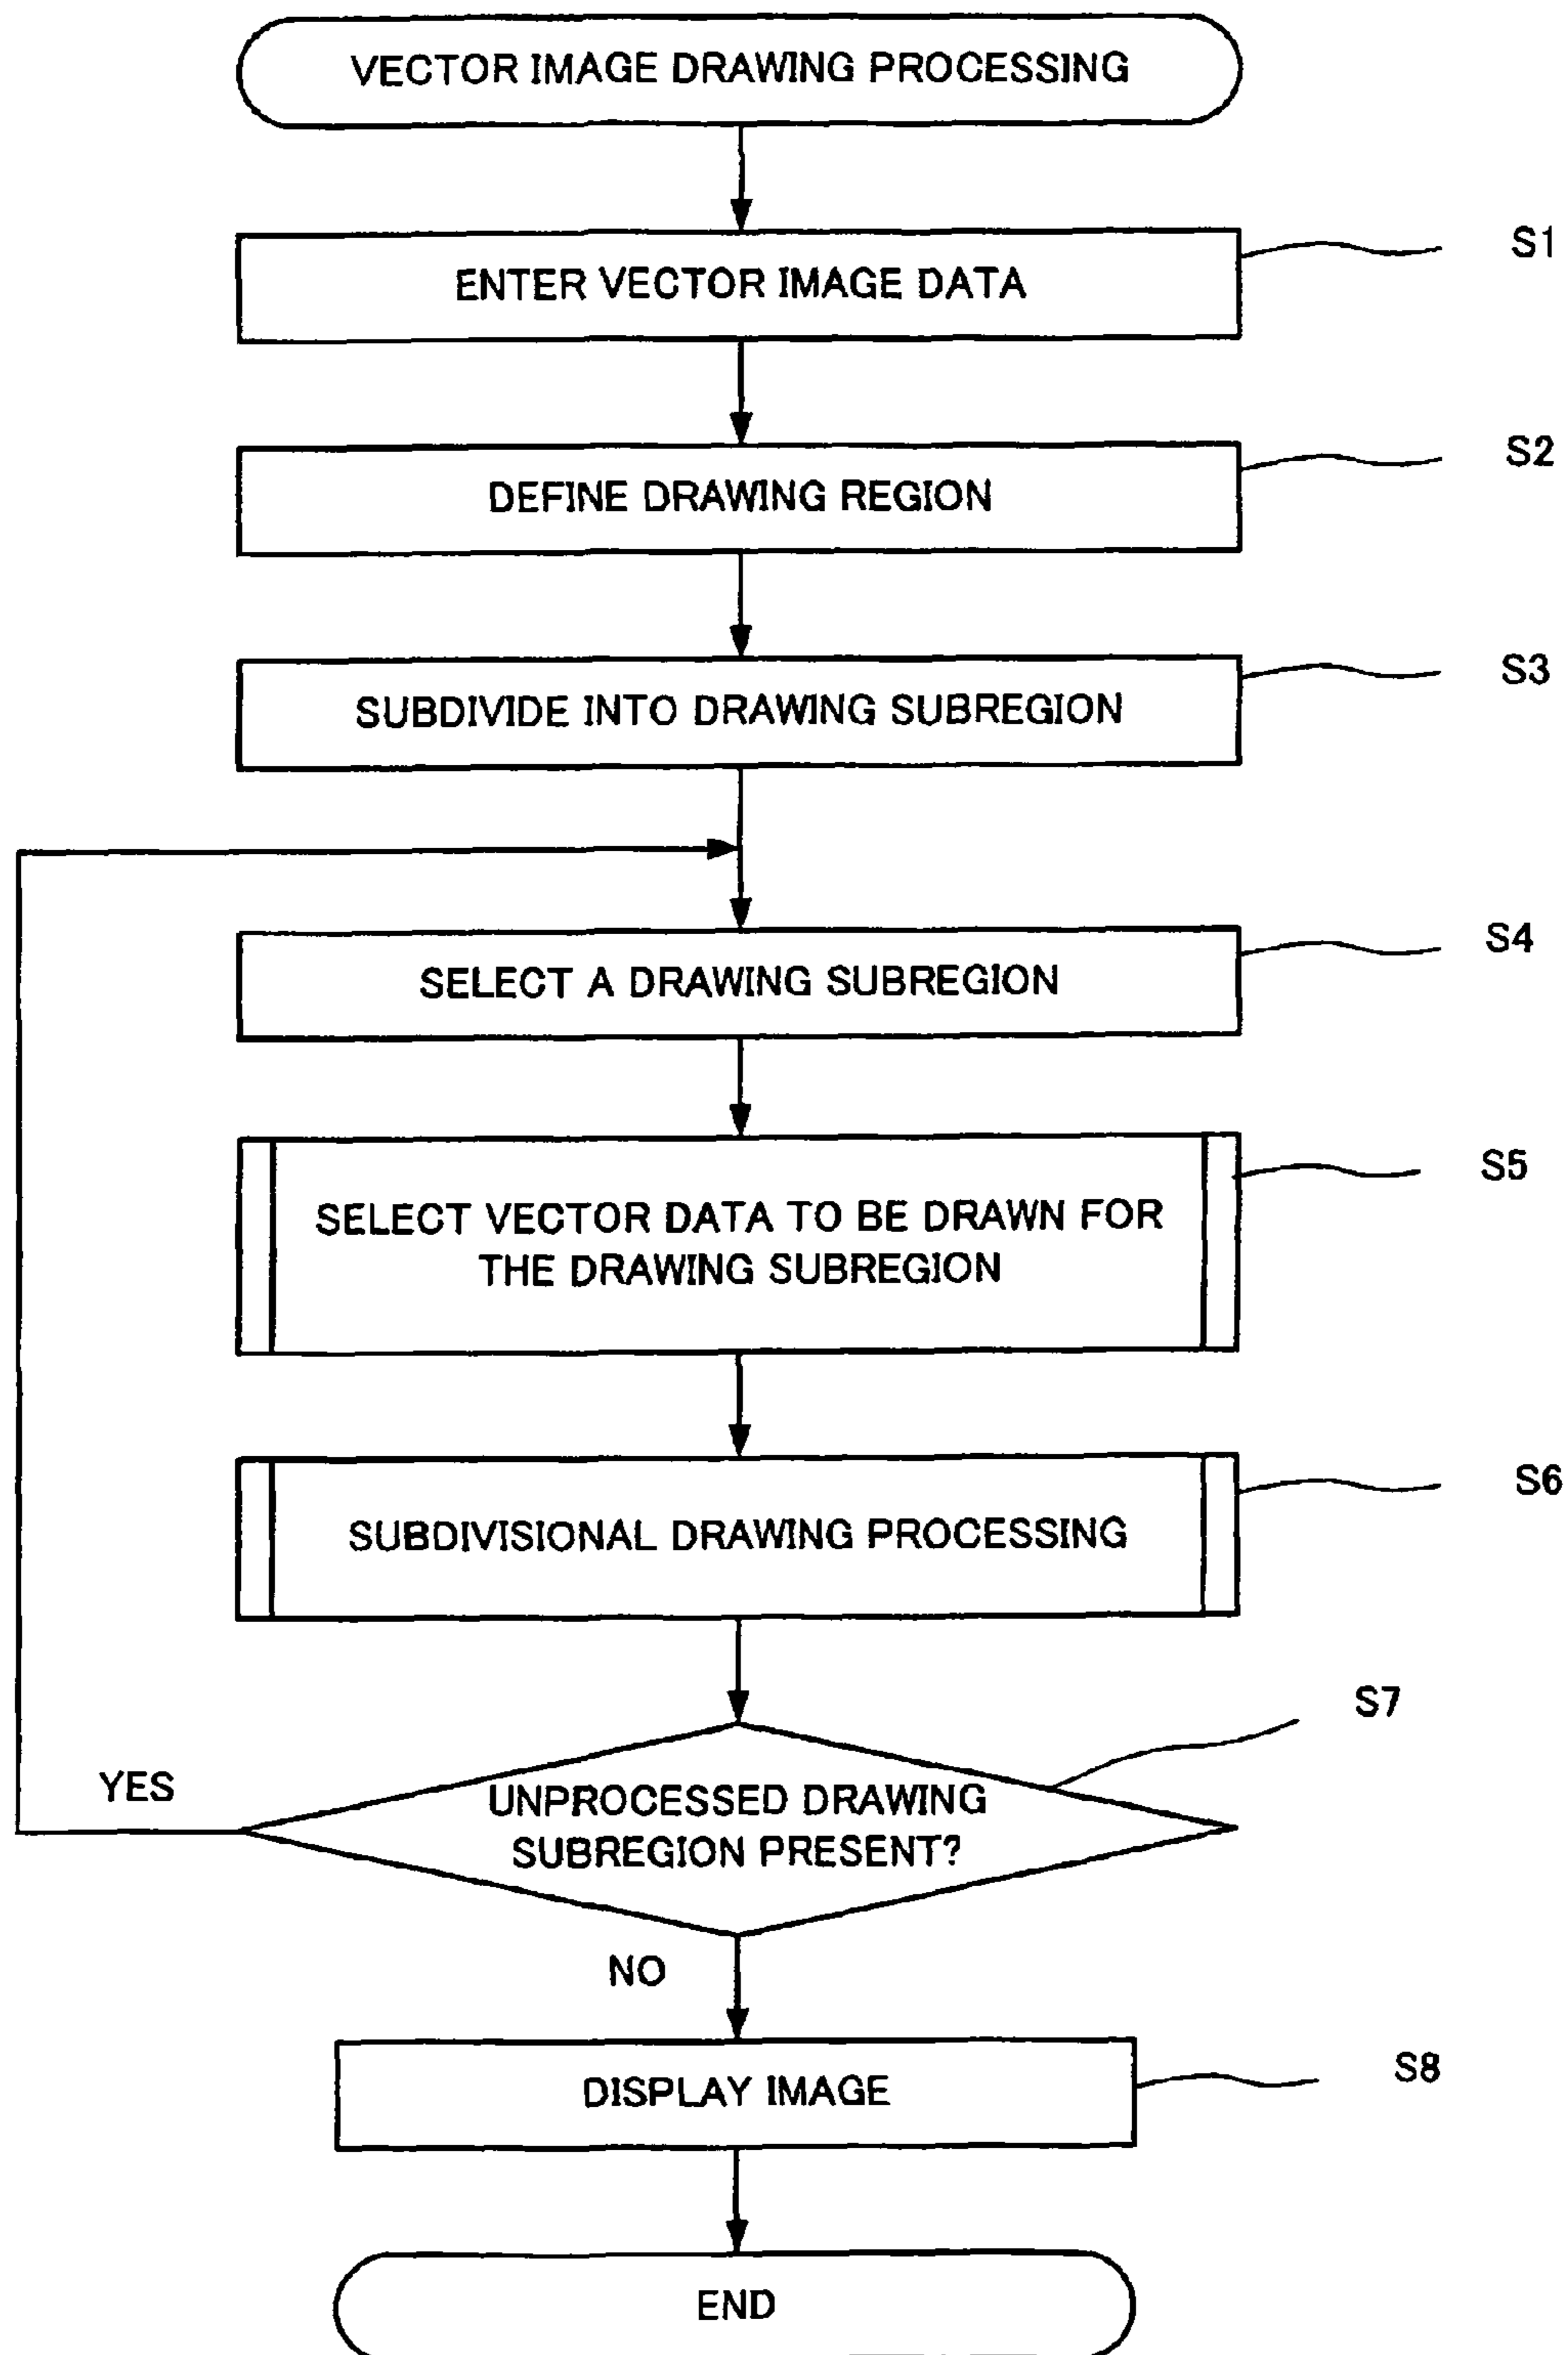 VECTOR IMAGE DRAWING PROCESSING
ENTER VECTOR IMAGE DATA
S1
DEFINE DRAWING REGION
S2
SUBDIVIDE INTO DRAWING SUBREGION
S3
SELECT A DRAWING SUBREGION
S4
SELECT VECTOR DATA TO BE DRAWN FOR
THE DRAWING SUBREGION
S5
SUBDIVISIONAL DRAWING PROCESSING
S6
UNPROCESSED DRAWING
SUBREGION PRESENT?
S7
YES
NO
DISPLAY IMAGE
S8
END